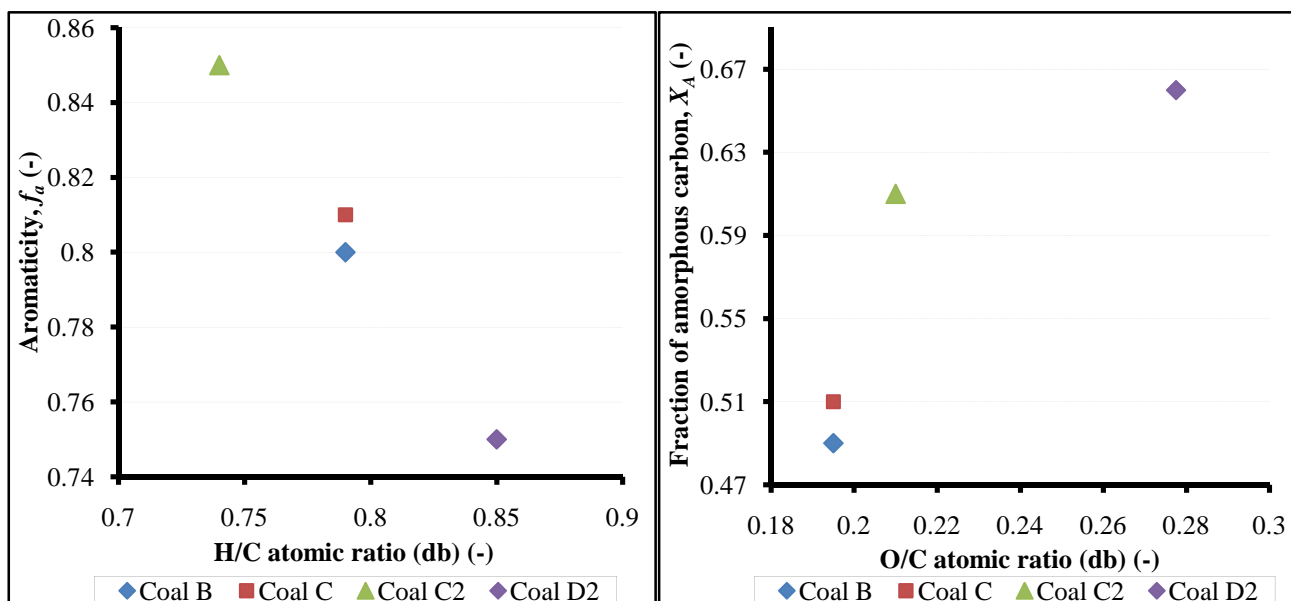 Aromaticity, f_a (-)
0.86
0.84
0.82
0.8
0.78
0.76
0.74
0.7 0.75 0.8 0.85 0.9
H/C atomic ratio (db) (-)
Coal B Coal C Coal C2 Coal D2
Fraction of amorphous carbon, X_A (-)
0.67
0.63
0.59
0.55
0.51
0.47
0.18 0.2 0.22 0.24 0.26 0.28 0.3
O/C atomic ratio (db) (-)
Coal B Coal C Coal C2 Coal D2